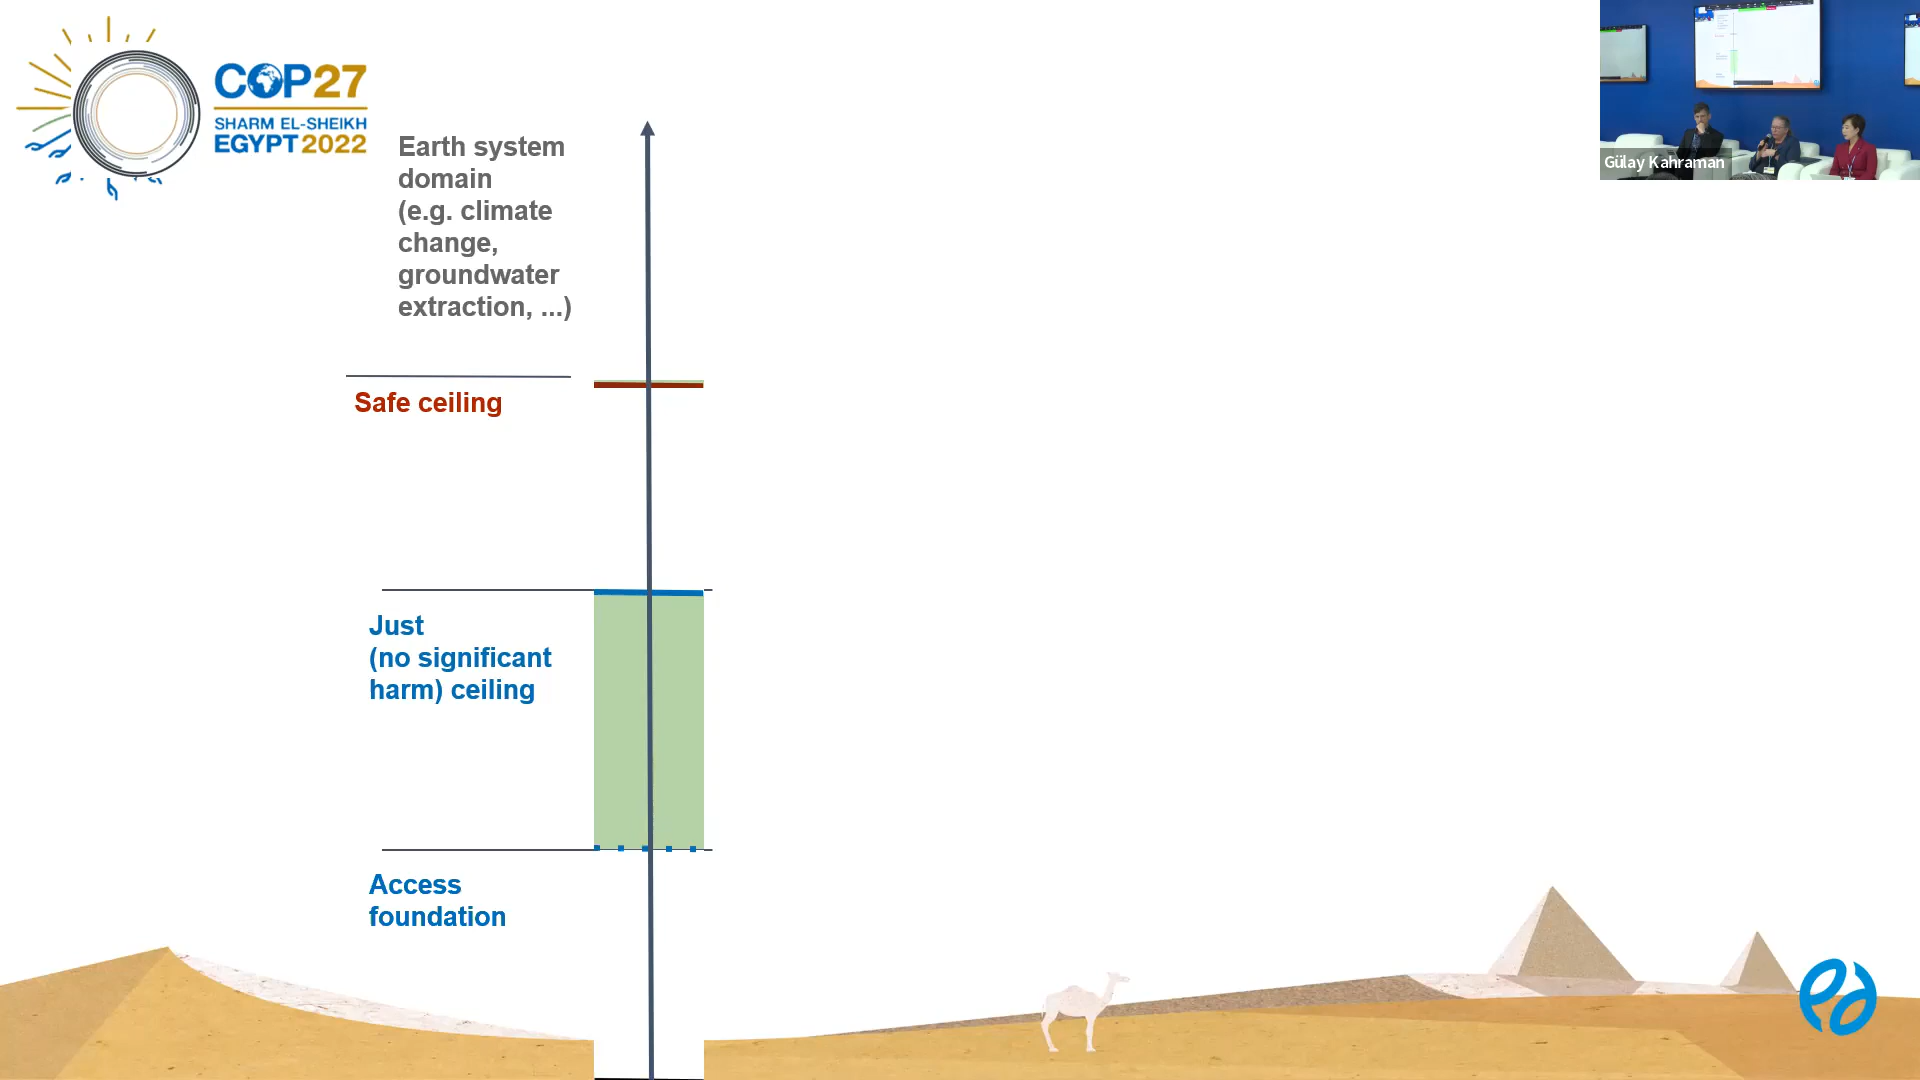 COP27
SHARM EL-SHEIKH
EGYPT 2022
Earth system
domain
(e.g. climate
change,
groundwater
extraction, ...)
Safe ceiling
Just
(no significant
harm) ceiling
Access
foundation
Gülay Kahraman